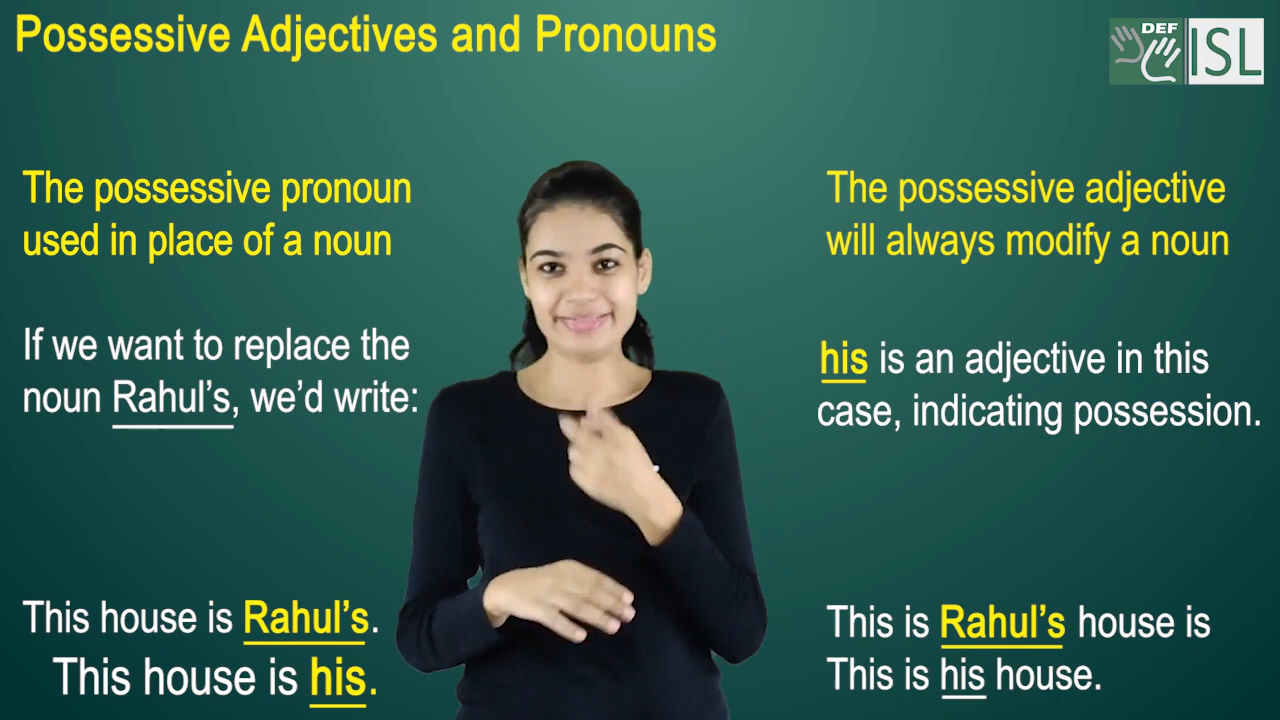 Possessive Adjectives and Pronouns
DEF
ISL
The possessive pronoun
used in place of a noun
If we want to replace the
noun Rahul’s, we’d write:
This house is Rahul’s.
This house is his.
The possessive adjective
will always modify a noun
his is an adjective in this
case, indicating possession.
This is Rahul’s house is
This is his house.